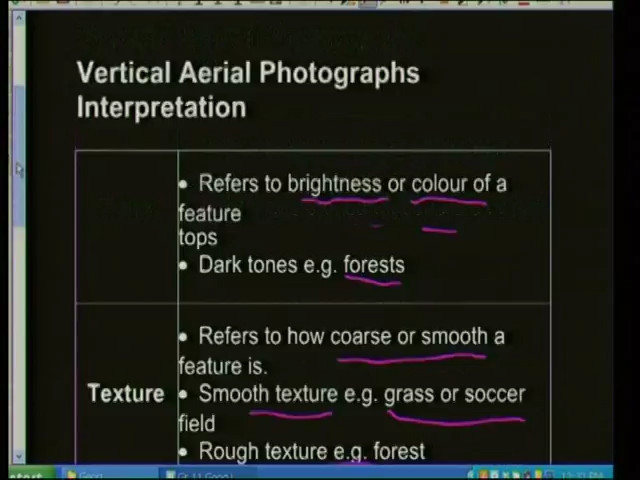 Vertical Aerial Photographs
Interpretation
• Refers to brightness or colour of a
feature
tops
• Dark tones e.g. forests
• Refers to how coarse or smooth a
feature is.
Texture
• Smooth texture e.g. grass or soccer
field
• Rough texture e.g. forest
start